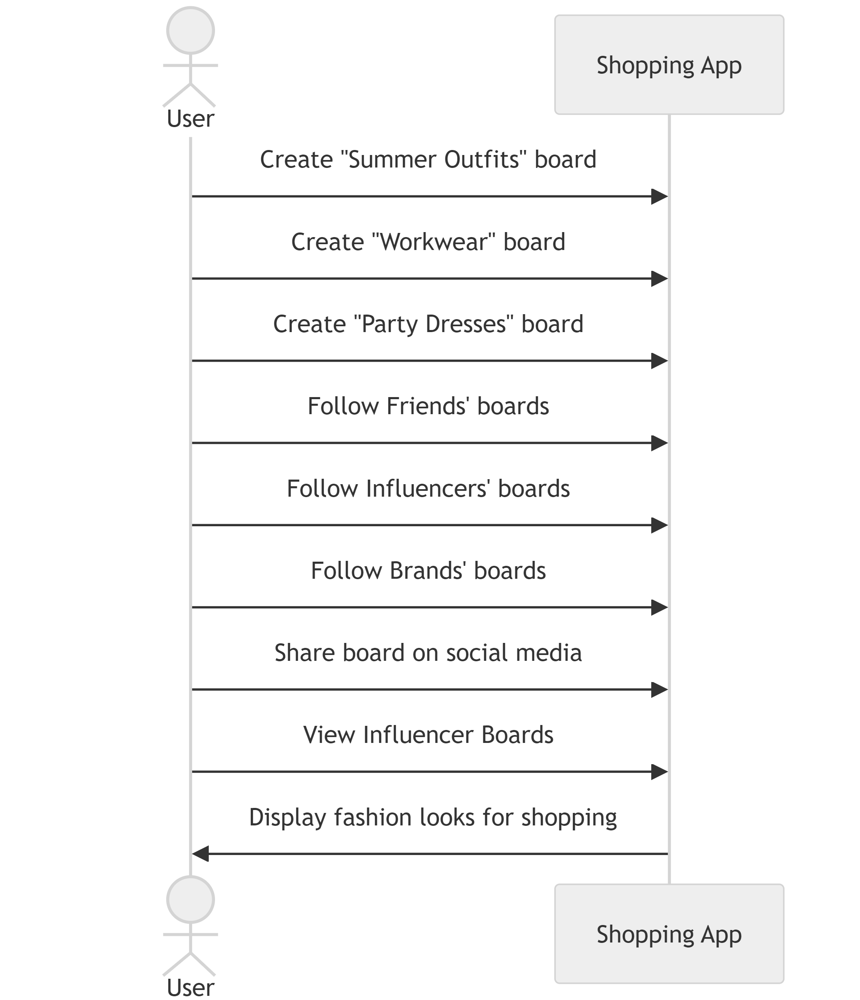 User
Shopping App
Create "Summer Outfits" board
Create "Workwear" board
Create "Party Dresses" board
Follow Friends' boards
Follow Influencers' boards
Follow Brands' boards
Share board on social media
View Influencer Boards
Display fashion looks for shopping
User
Shopping App